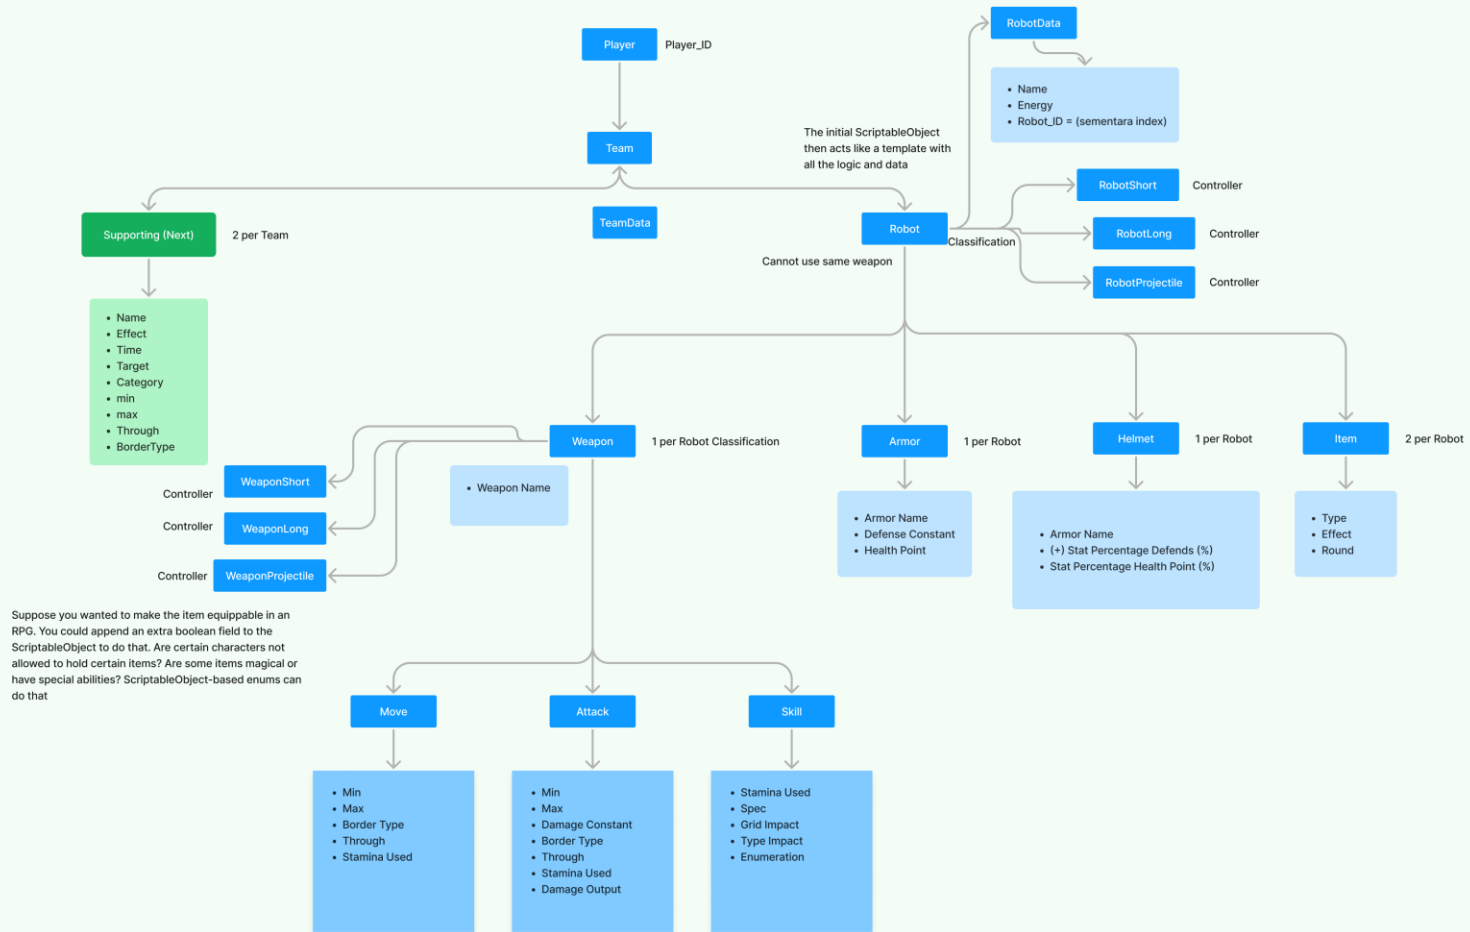 RobotData
Player
Player_ID
• Name
• Energy
• Robot_ID = (sementara index)
The initial ScriptableObject
then acts like a template with
all the logic and data
Team
RobotShort
Controller
Supporting (Next)
2 per Team
TeamData
Robot
Classification
RobotLong
Controller
Cannot use same weapon
RobotProjectile
Controller
• Name
• Effect
• Time
• Target
• Category
• min
• max
• Through
• BorderType
Weapon
1 per Robot Classification
Armor
1 per Robot
Helmet
1 per Robot
Item
2 per Robot
WeaponShort
Controller
• Weapon Name
WeaponLong
Controller
WeaponProjectile
Controller
• Armor Name
• Defense Constant
• Health Point
• Armor Name
• (+) Stat Percentage Defends (%)
• Stat Percentage Health Point (%)
• Type
• Effect
• Round
Suppose you wanted to make the item equippable in an
RPG. You could append an extra boolean field to the
ScriptableObject to do that. Are certain characters not
allowed to hold certain items? Are some items magical or
have special abilities? ScriptableObject-based enums can
do that
Move
Attack
Skill
• Min
• Max
• Border Type
• Through
• Stamina Used
• Min
• Max
• Damage Constant
• Border Type
• Through
• Stamina Used
• Damage Output
• Stamina Used
• Spec
• Grid Impact
• Type Impact
• Enumeration